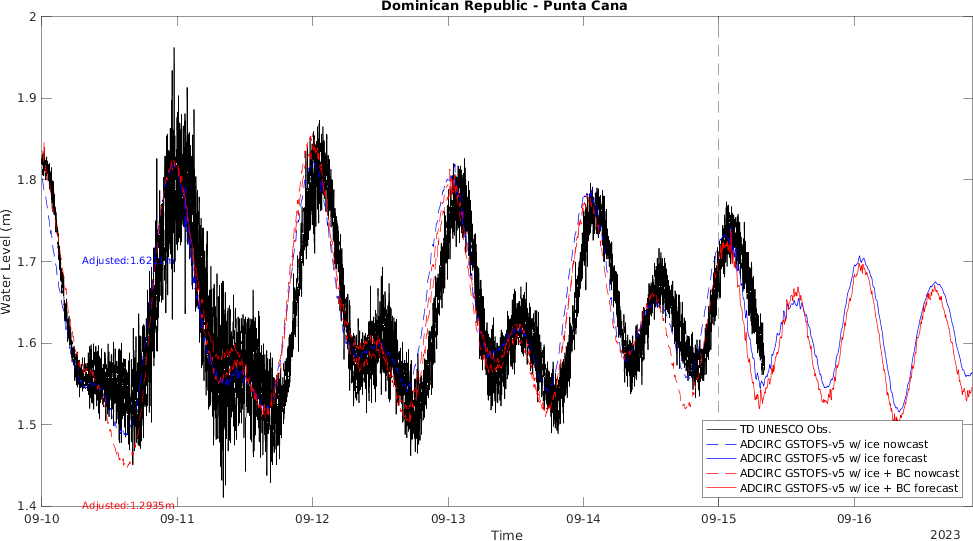 Dominican Republic - Punta Cana
2
1.9
1.8
1.7
1.6
1.5
1.4
Water Level (m)
Adjusted:1.62
Adjusted:1.2935m
TD UNESCO Obs.
ADCIRC GSTOFS-v5 w/ ice nowcast
ADCIRC GSTOFS-v5 w/ ice forecast
ADCIRC GSTOFS-v5 w/ ice + BC nowcast
ADCIRC GSTOFS-v5 w/ ice + BC forecast
09-10 09-11 09-12 09-13 09-14 09-15 09-16
Time
2023